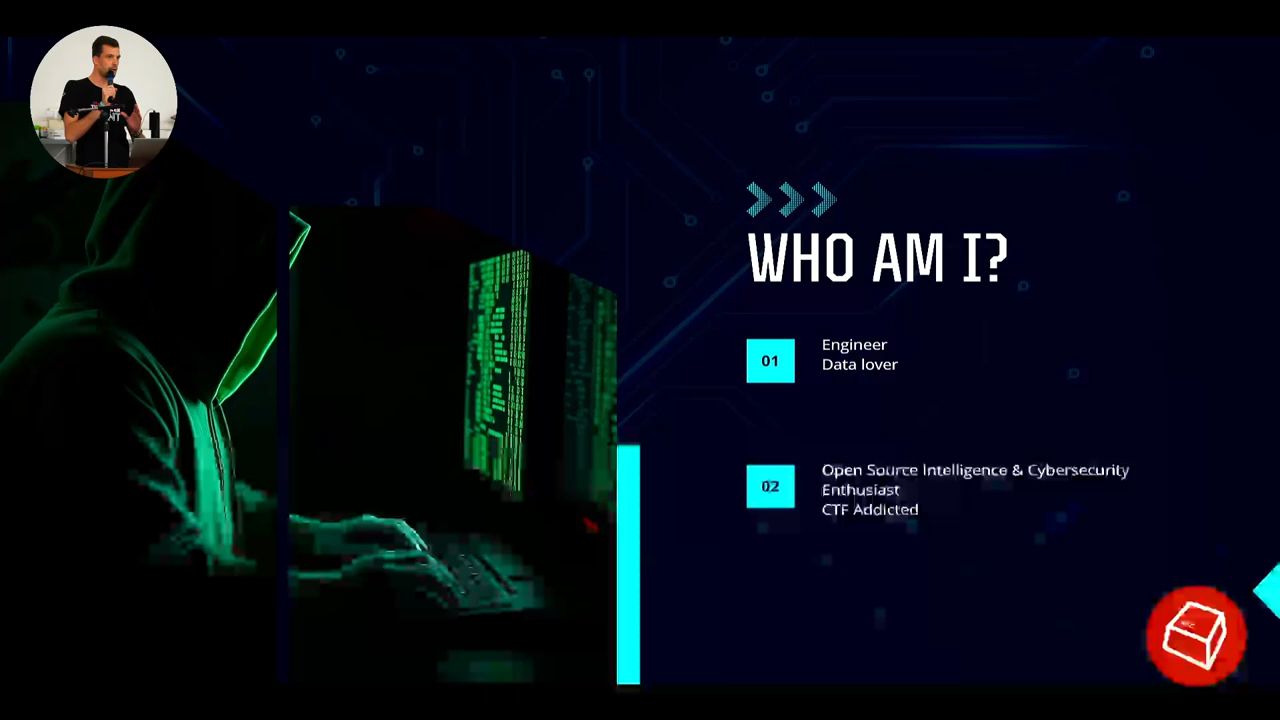 WHO AM I?
01
Engineer
Data lover
02
Open Source Intelligence & Cybersecurity
Enthusiast
CTF Addicted